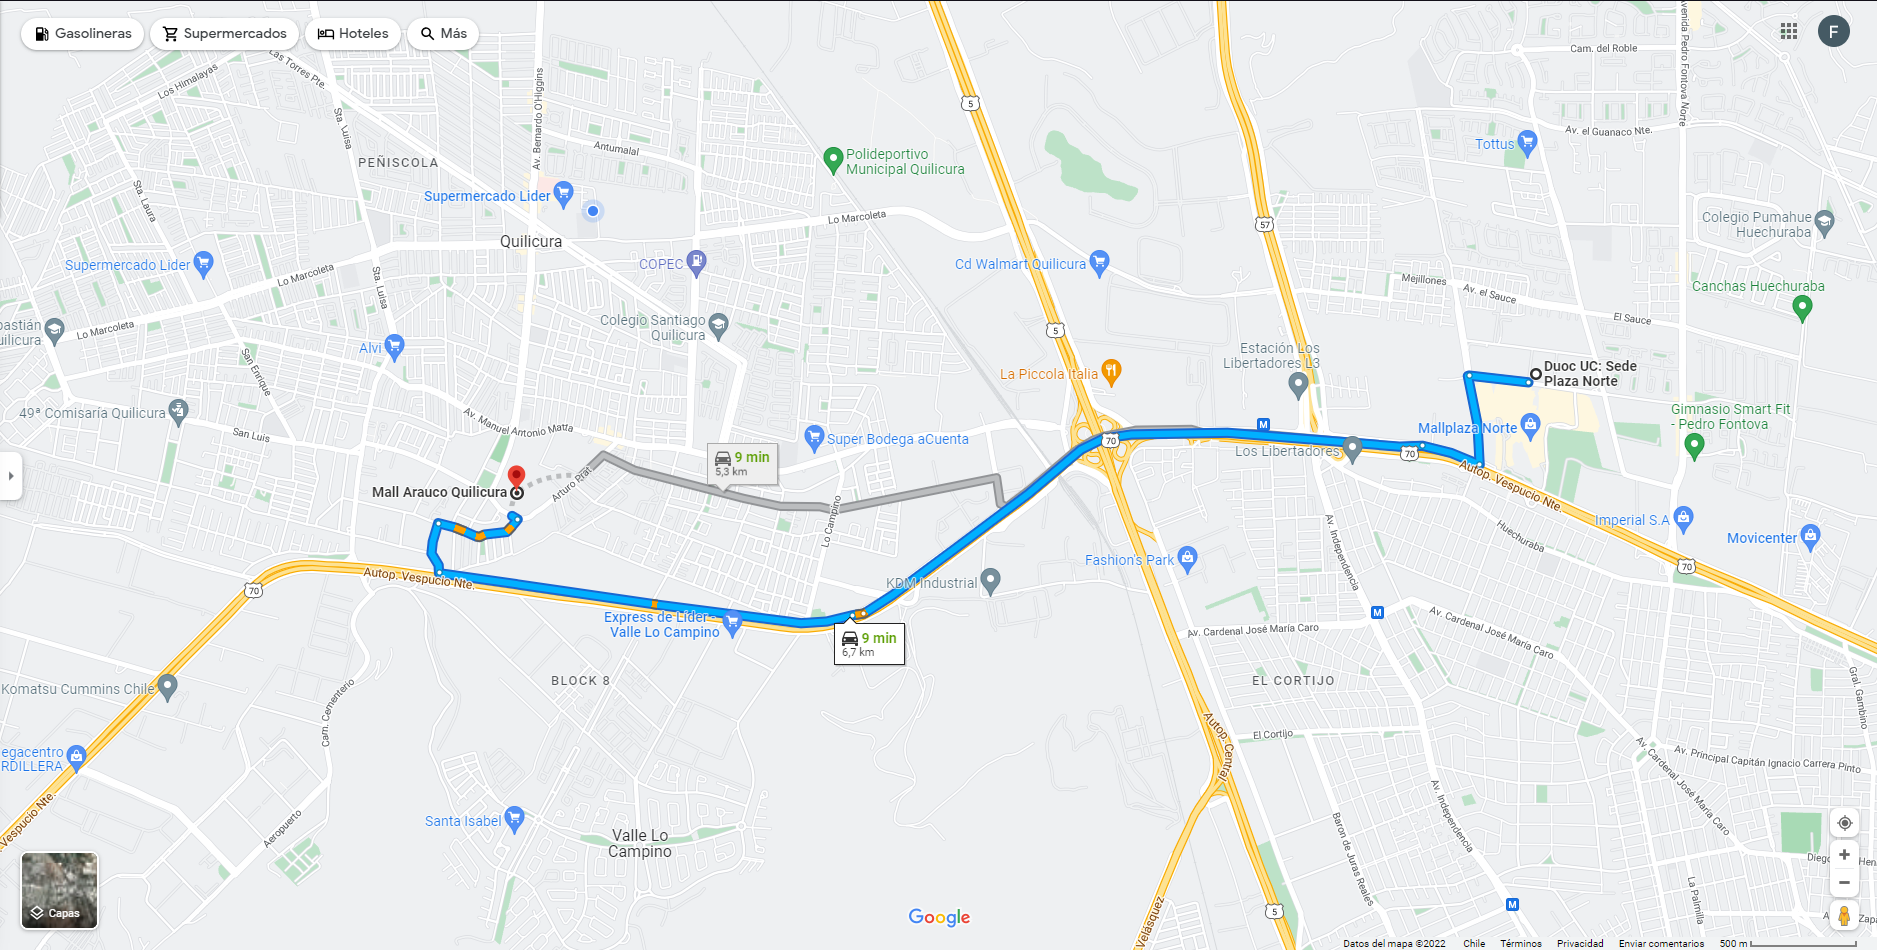 Gasolineras
Supermercados
Hoteles
Más
F
Los Himalayas
Las Torres Pte.
Sta. Luisa
Av. Bernardo O'Higgins
5
Cam. del Roble
Avenida Pedro Fontova Norte
Av. el Guanaco Nte.
Tottus
PEÑISCOLA
Antumalal
Polideportivo
Municipal Quilicura
Supermercado Lider
Sta. Laura
Lo Marcoleta
57
Colegio Pumahue
Huechuraba
Quilicura
Supermercado Lider
Lo Marcoleta
Sta. Luisa
COPEC
Cd Walmart Quilicura
Mejillones
Av. el Sauce
Canchas Huechuraba
El Sauce
Lo Marcoleta
bastián
uilicura
Colegio Santiago
Quilicura
5
Alvi
San Enrique
Estación Los
Libertadores L3
La Piccola Italia
Duoc UC: Sede
Plaza Norte
49ª Comisaría Quilicura
Av. Manuel Antonio Matta
San Luis
Gimnasio Smart Fit
- Pedro Fontova
M
Mallplaza Norte
Super Bodega aCuenta
70
Los Libertadores
70
9 min
5,3 km
Autop. Vespucio Nte.
Arturo Prat
Mall Arauco Quilicura
Lo Campino
Av. Independencia
Huechuraba
Imperial S.A
Movicenter
Fashion's Park
70
Autop. Vespucio Nte.
70
KDM Industrial
Express de Líder -
Valle Lo Campino
M
Av. Cardenal José María Caro
Av. Cardenal José María Caro
9 min
6,7 km
BLOCK 8
EL CORTIJO
Komatsu Cummins Chile
Cam. Cementerio
Gral. Gambino
Autop. Central
El Cortijo
Av. Principal Capitán Ignacio Carrera Pinto
Av. Cardenal José María Caro
egacentro
RDILLERA
Vespucio Nte.
Aeropuerto
Santa Isabel
Valle Lo
Campino
Av. Independencia
Barón de Juras Reales
Diego
Hen
La Palmilla
Velásquez
5
M
Zapa
Capas
Google
Datos del mapa ©2022
Chile
Términos
Privacidad
Enviar comentarios
500 m